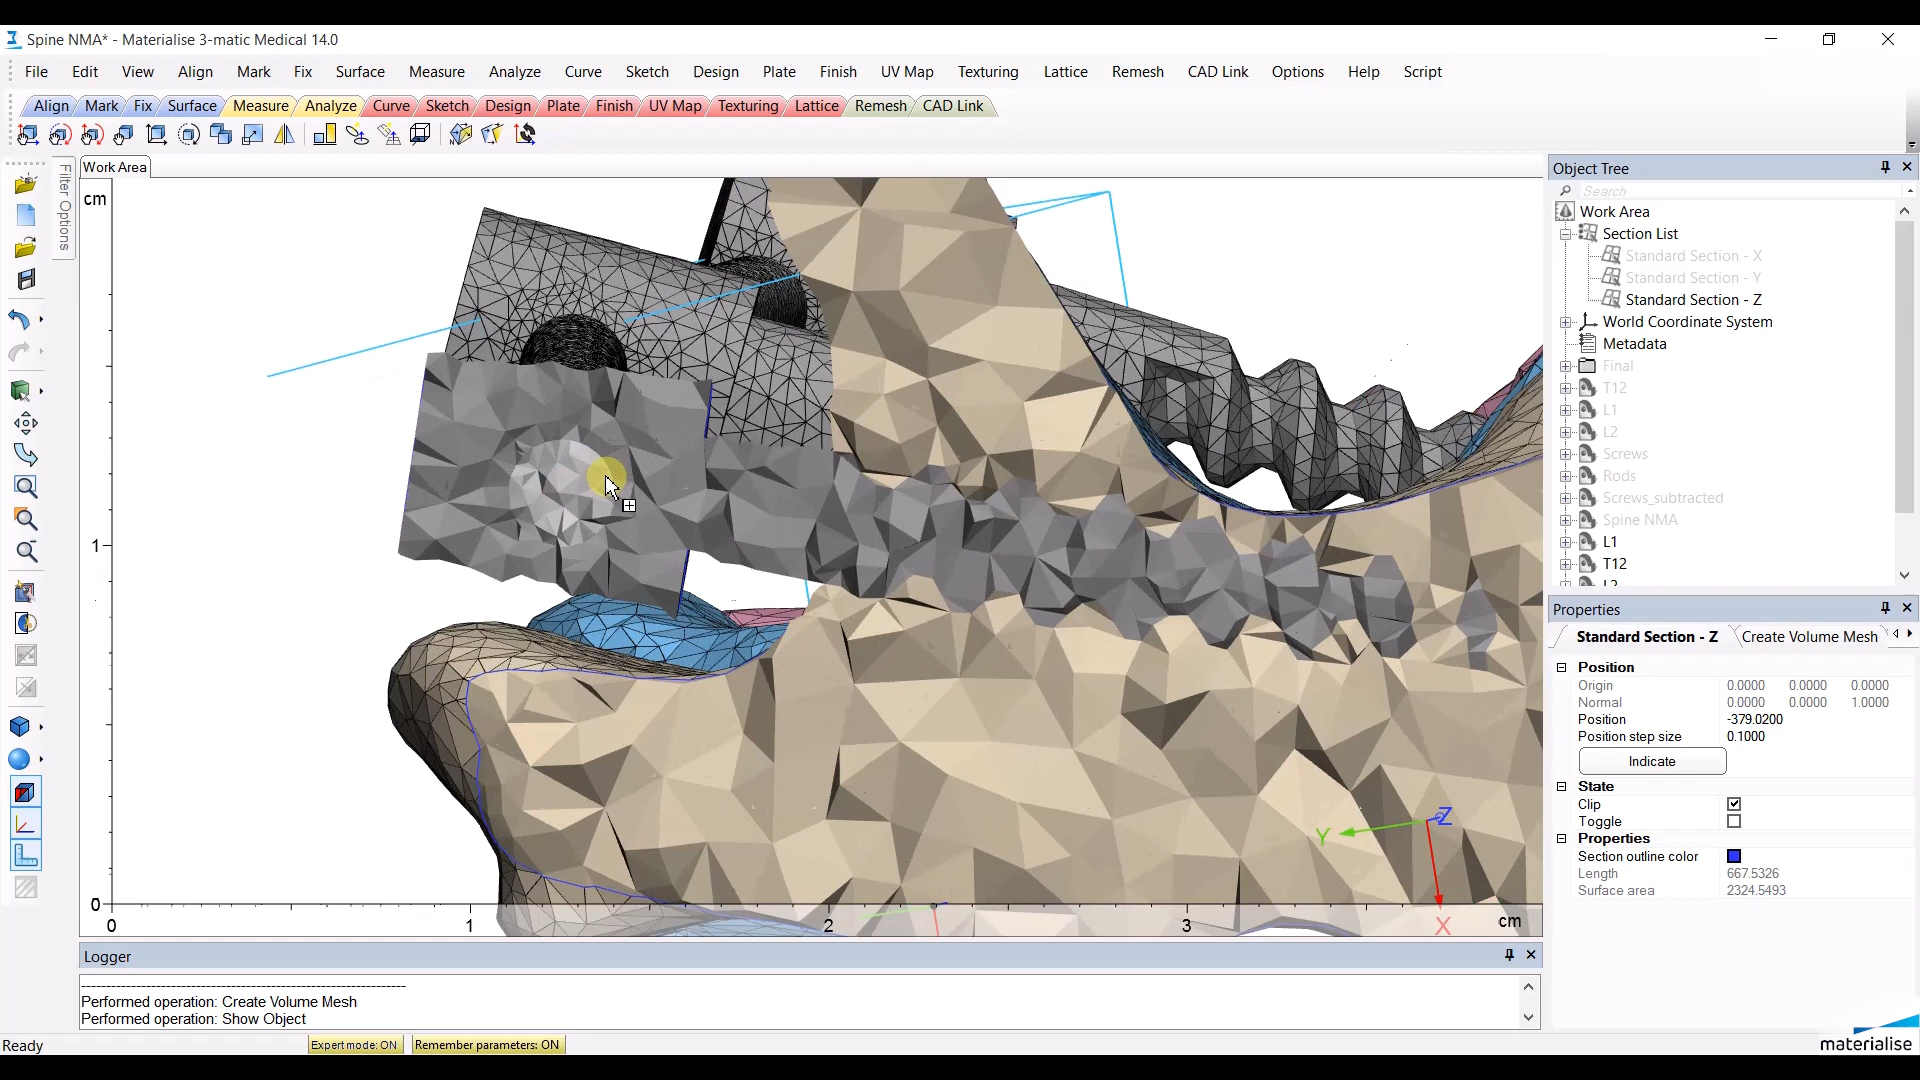 Spine NMA* - Materialise 3-matic Medical 14.0
File Edit View Align Mark Fix Surface Measure Analyze Curve Sketch Design Plate Finish UV Map Texturing Lattice Remesh CAD Link Options Help Script
Align Mark Fix Surface Measure Analyze Curve Sketch Design Plate Finish UV Map Texturing Lattice Remesh CAD Link
Filter Options
Work Area
cm
1
0
0 1 2 3 cm
Y
Z
X
Object Tree
Search
Work Area
Section List
Standard Section - X
Standard Section - Y
Standard Section - Z
World Coordinate System
Metadata
Final
T12
L1
L2
Screws
Rods
Screws_subtracted
Spine NMA
L1
T12
L2
Properties
Standard Section - Z Create Volume Mesh
Position
Origin 0.0000 0.0000 0.0000
Normal 0.0000 0.0000 1.0000
Position -379.0200
Position step size 0.1000
Indicate
State
Clip
Toggle
Properties
Section outline color
Length 667.5326
Surface area 2324.5493
Logger
--------------------------------------------------------------------------------
Performed operation: Create Volume Mesh
Performed operation: Show Object
Ready Expert mode: ON Remember parameters: ON
materialise